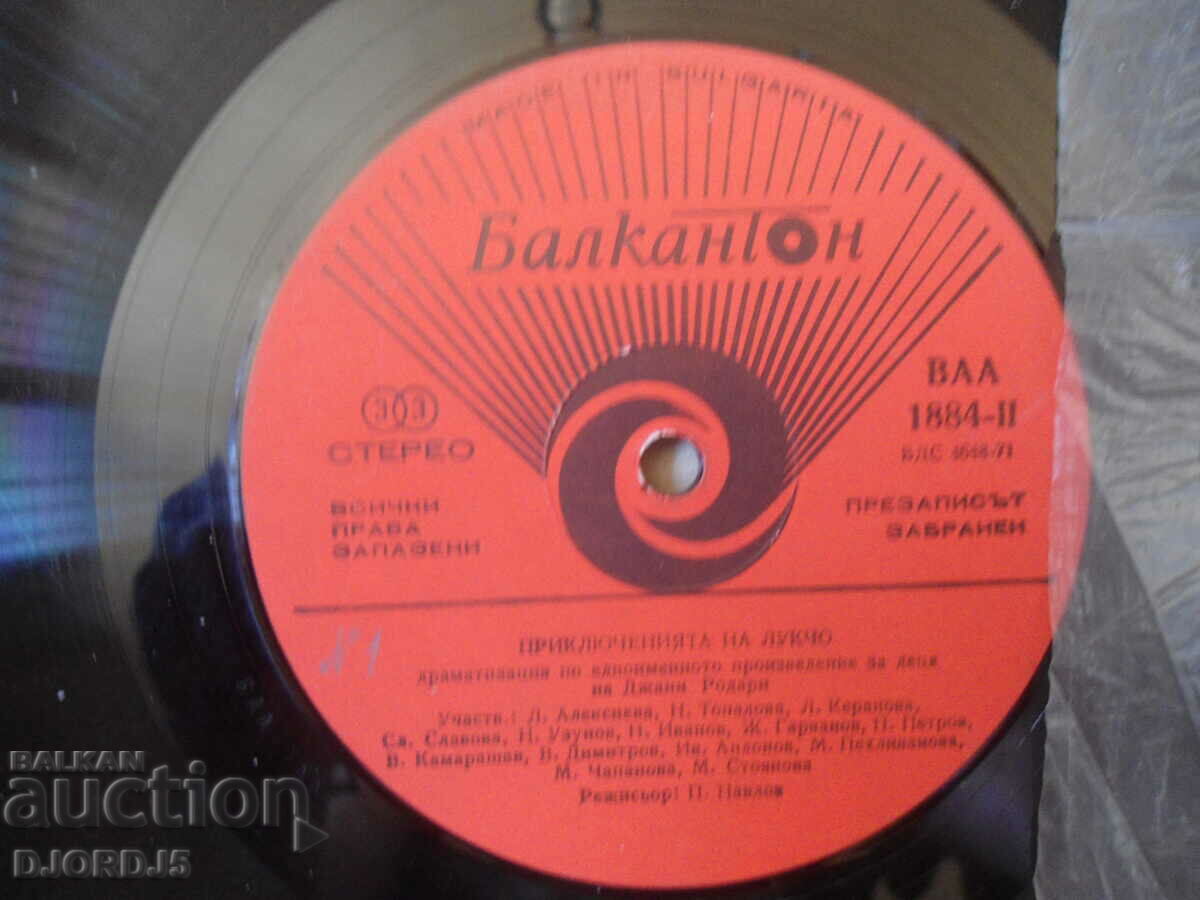 MADE IN BULGARIA
Балкантон
33
СТЕРЕО
ВАА
1884-II
БДС 4048-71
ВСИЧКИ
ПРАВА
ЗАПАЗЕНИ
ПРЕЗАПИСЪТ
ЗАБРАНЕН
№1
ПРИКЛЮЧЕНИЯТА НА ЛУКЧО
драматизация по едноименното произведение за деца
на Джани Родари
Участв.: Л. Алексиева, Н. Топалова, Л. Керанова,
Сл. Славова, Н. Узунов, Н. Иванов, Ж. Гарванов, П. Петров,
В. Камарашев, В. Димитров, Ив. Андонов, М. Пехливанова,
М. Чапанова, М. Стоянова
Режисьор: П. Павлов
BALKAN
auction
DJORDJ5